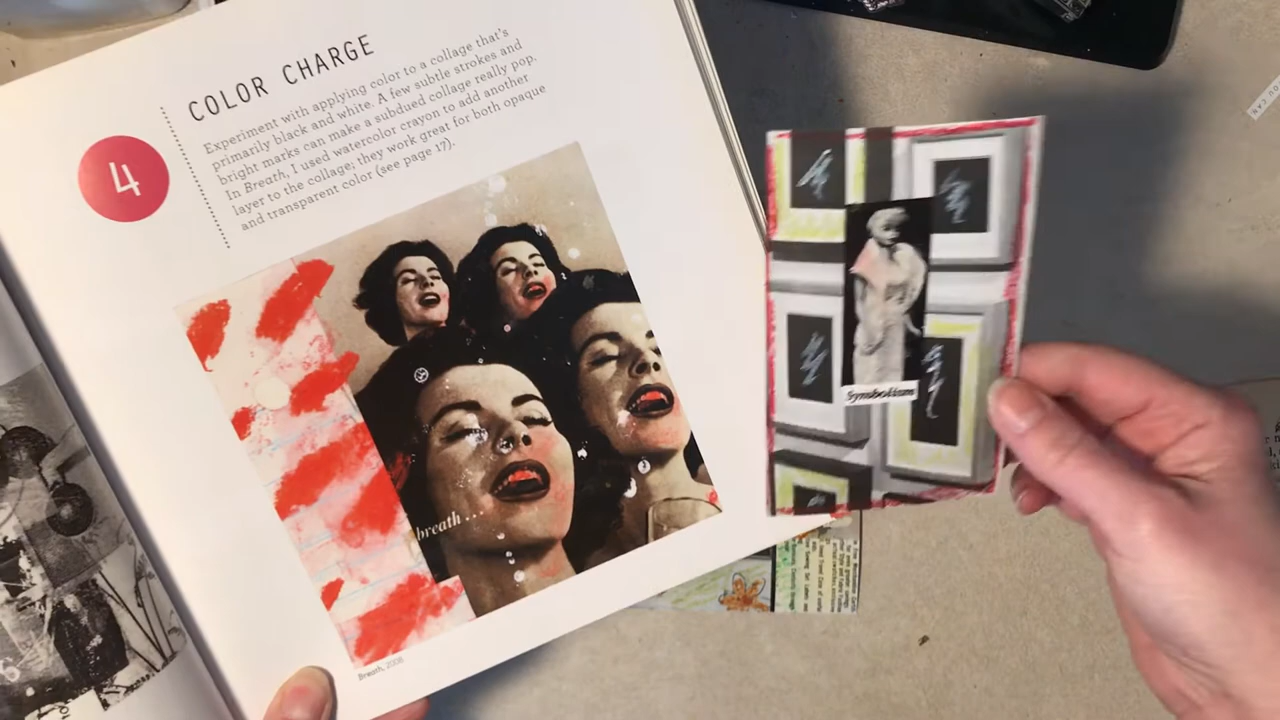 COLOR CHARGE
4
Experiment with applying color to a collage that's
primarily black and white. A few subtle strokes and
bright marks can make a subdued collage really pop.
In Breath, I used watercolor crayon to add another
layer to the collage; they work great for both opaque
and transparent color (see page 17).
breath . . .
Breath, 2008
Symbolism
OU CAN